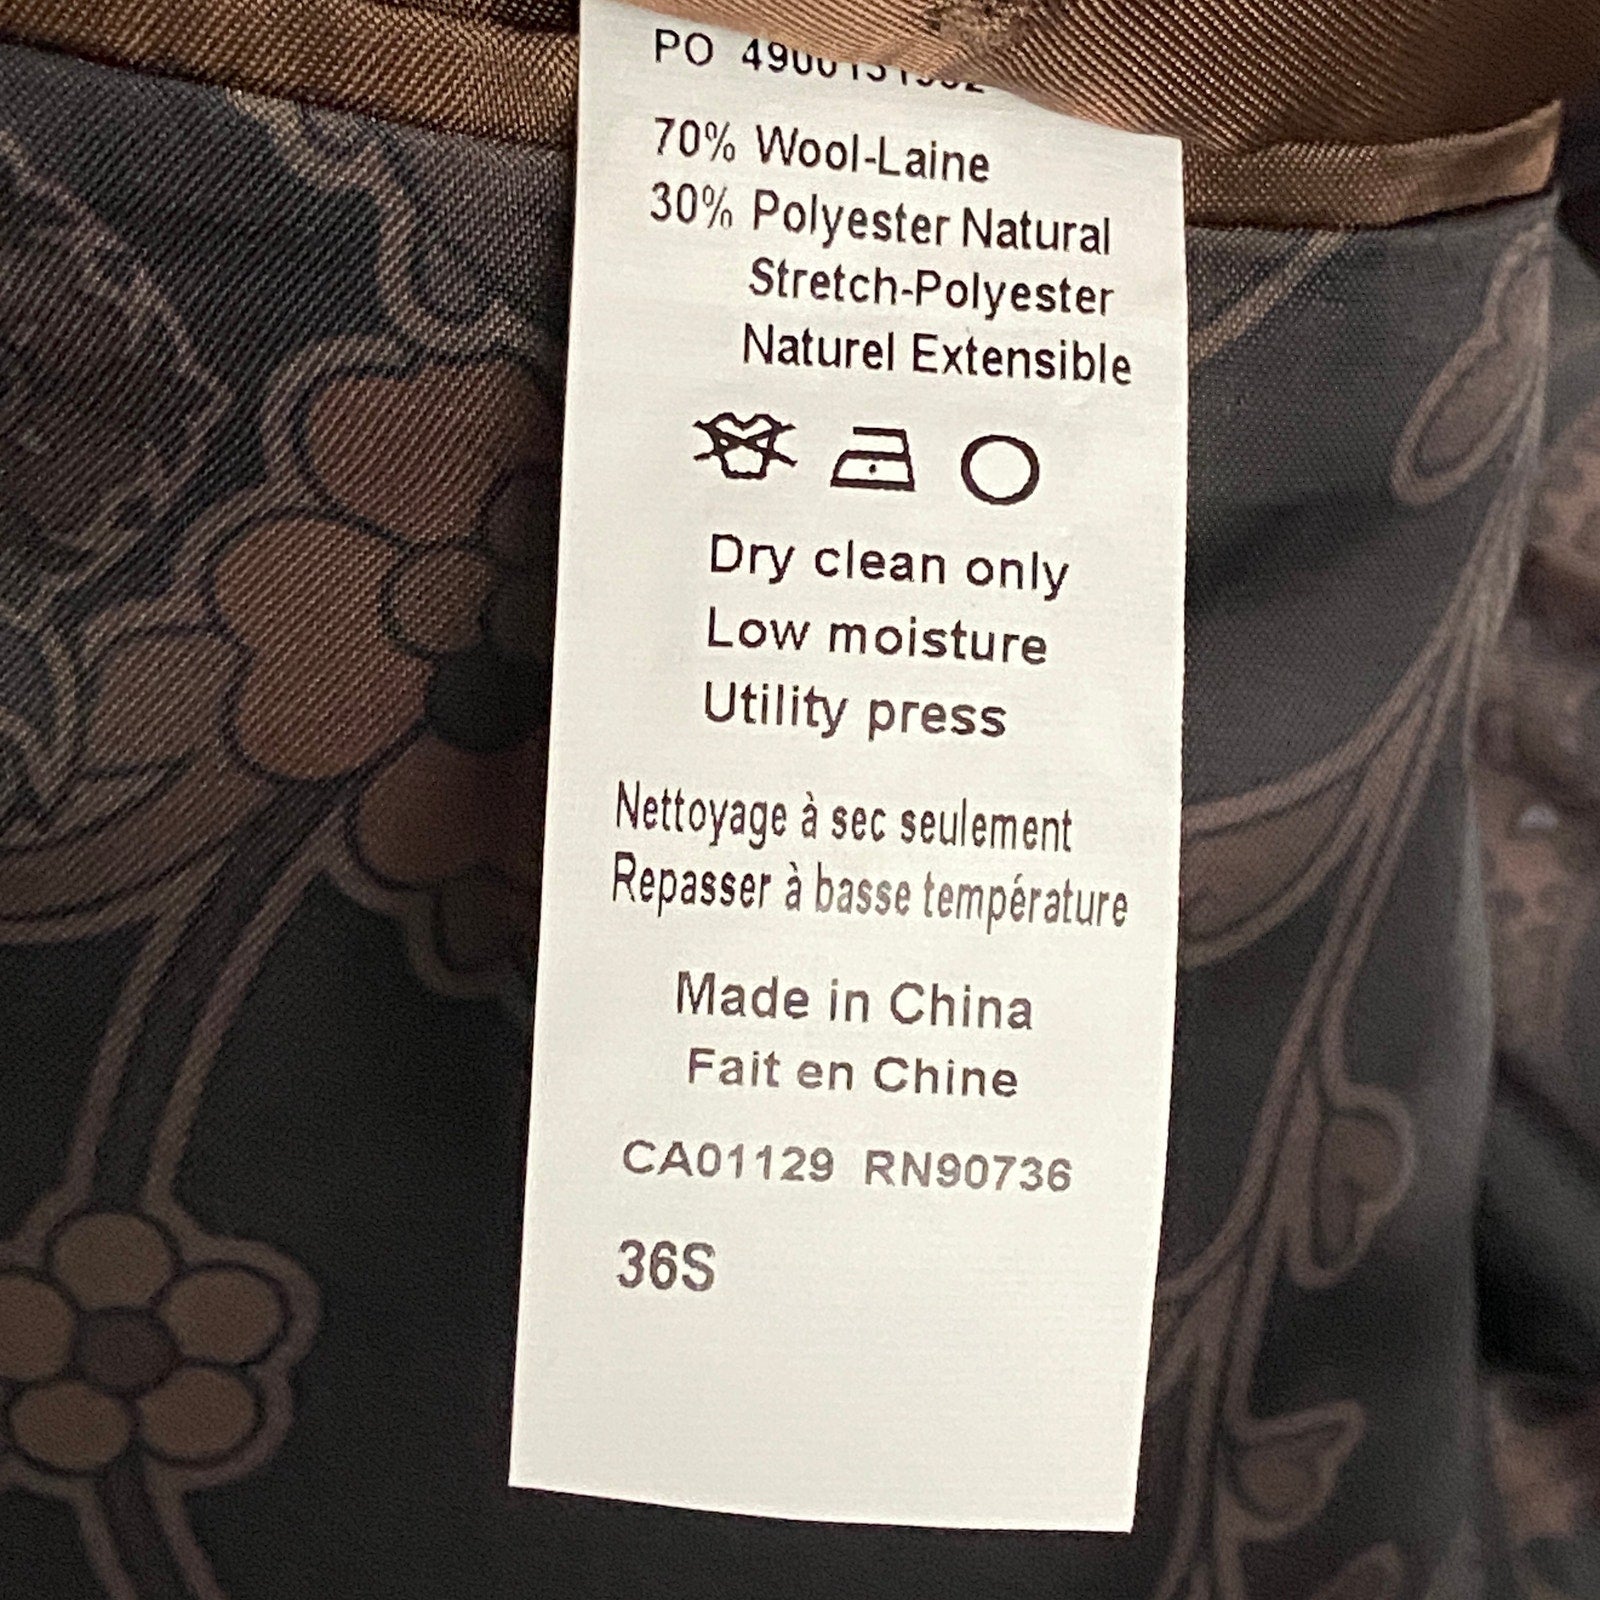 PO
70% Wool-Laine
30% Polyester Natural
Stretch-Polyester
Naturel Extensible
Dry clean only
Low moisture
Utility press
Nettoyage à sec seulement
Repasser à basse température
Made in China
Fait en Chine
CA01129 RN90736
36S